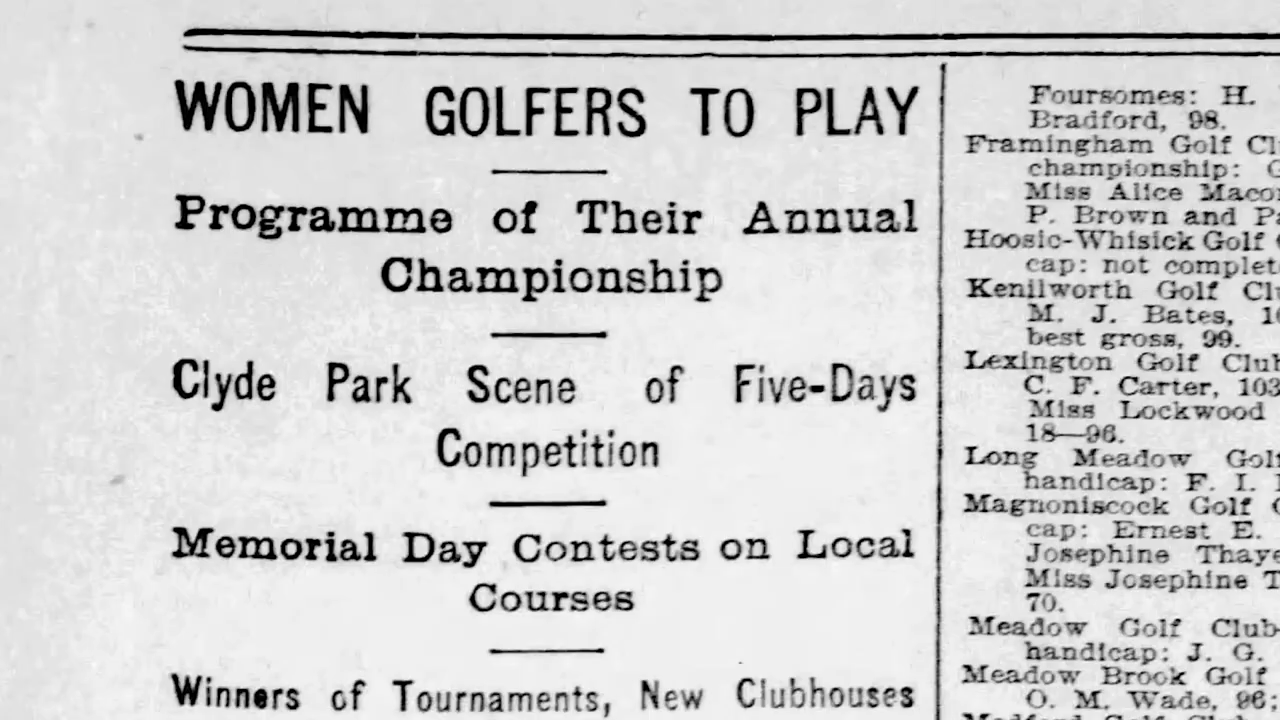 WOMEN GOLFERS TO PLAY
Programme of Their Annual
Championship
Clyde Park Scene of Five-Days
Competition
Memorial Day Contests on Local
Courses
Winners of Tournaments, New Clubhouses
Foursomes: H.
Bradford, 98.
Framingham Golf Cl
championship:
Miss Alice Maco
P. Brown and P
Hoosic-Whisick Golf
cap: not complet
Kenilworth Golf Cl
M. J. Bates, 1
best gross, 99.
Lexington Golf Club
C. F. Carter, 103
Miss Lockwood
18—96.
Long Meadow Golf
handicap: F. I.
Magnoniscock Golf
cap: Ernest E.
Josephine Thaye
Miss Josephine T
70.
Meadow Golf Club
handicap: J. G.
Meadow Brook Golf
O. M. Wade, 96;